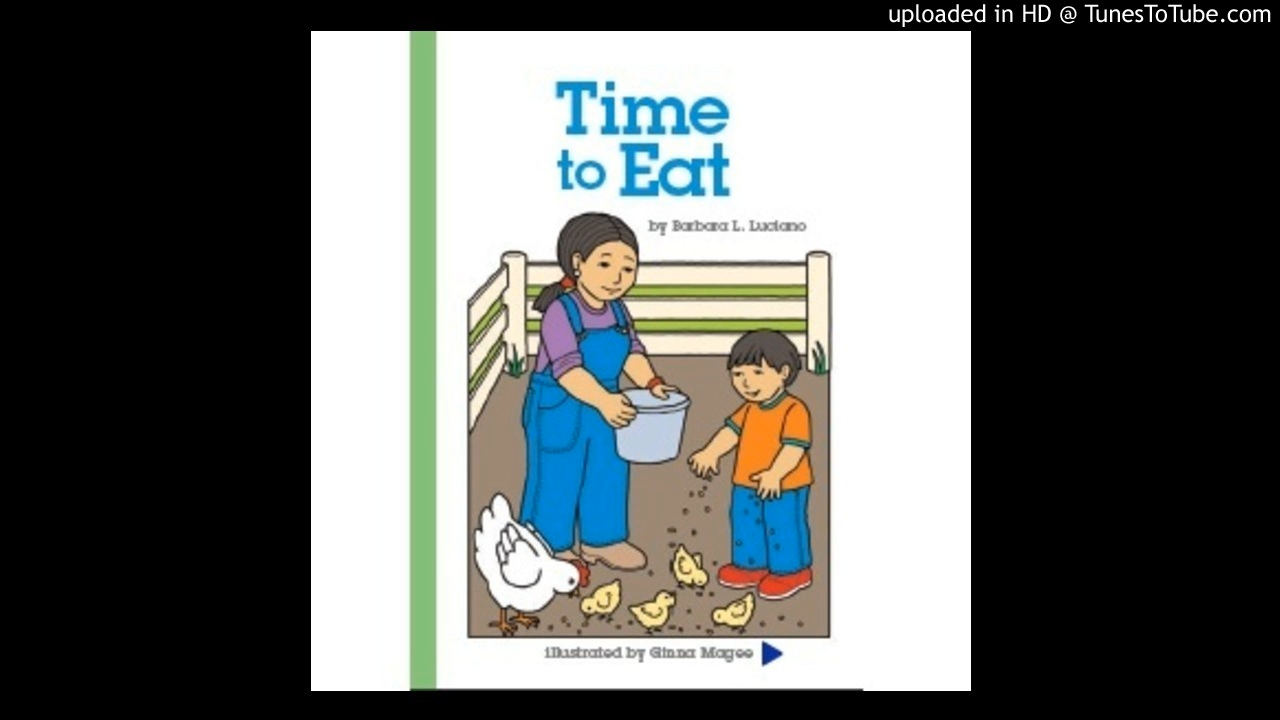 uploaded in HD @ TunesToTube.com
Time
to Eat
by Barbara L. Luciano
illustrated by Ginna Magee